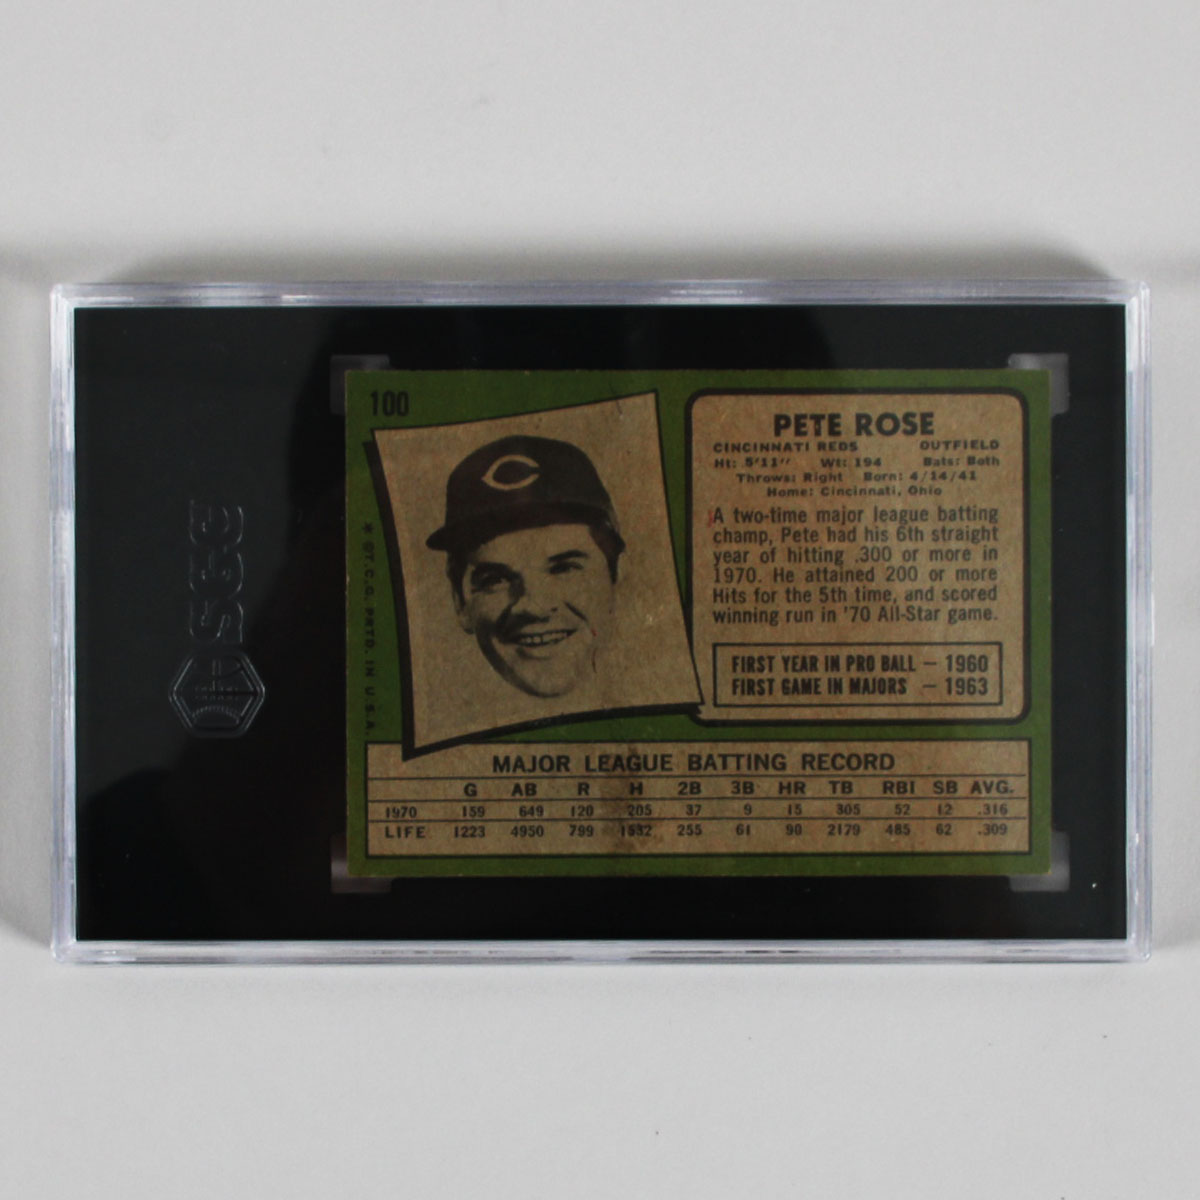 100
PETE ROSE
CINCINNATI REDS OUTFIELD
Ht: 5'11" Wt: 194 Bats: Both
Throws: Right Born: 4/14/41
Home: Cincinnati, Ohio
A two-time major league batting
champ, Pete had his 6th straight
year of hitting .300 or more in
1970. He attained 200 or more
Hits for the 5th time, and scored
winning run in '70 All-Star game.
FIRST YEAR IN PRO BALL — 1960
FIRST GAME IN MAJORS — 1963
C
* ©T.C.G. PRTD. IN U.S.A.
MAJOR LEAGUE BATTING RECORD
G AB R H 2B 3B HR TB RBI SB AVG.
1970 159 649 120 205 37 9 15 305 52 12 .316
LIFE 1223 4950 799 1532 255 61 90 2179 485 62 .309
SGC